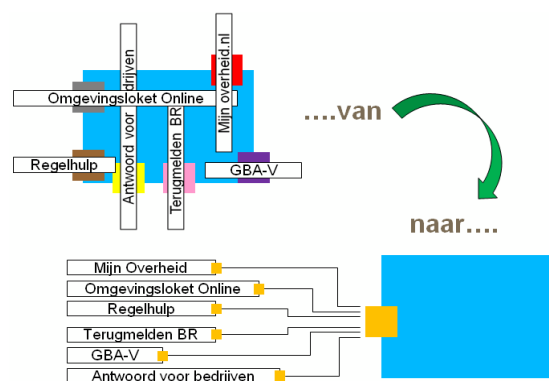 Antwoord voor bedrijven
Mijn overheid.nl
Omgevingsloket Online
Terugmelden BR
Regelhulp
GBA-V
....van
naar....
Mijn Overheid
Omgevingsloket Online
Regelhulp
Terugmelden BR
GBA-V
Antwoord voor bedrijven